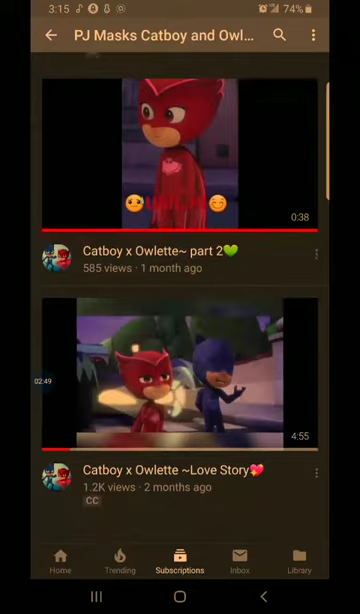 3:15
74%
PJ Masks Catboy and Owl...
0:38
Catboy x Owlette~ part 2💚
585 views · 1 month ago
02:49
4:55
Catboy x Owlette ~Love Story💖
1.2K views · 2 months ago
CC
Home
Trending
Subscriptions
Inbox
Library